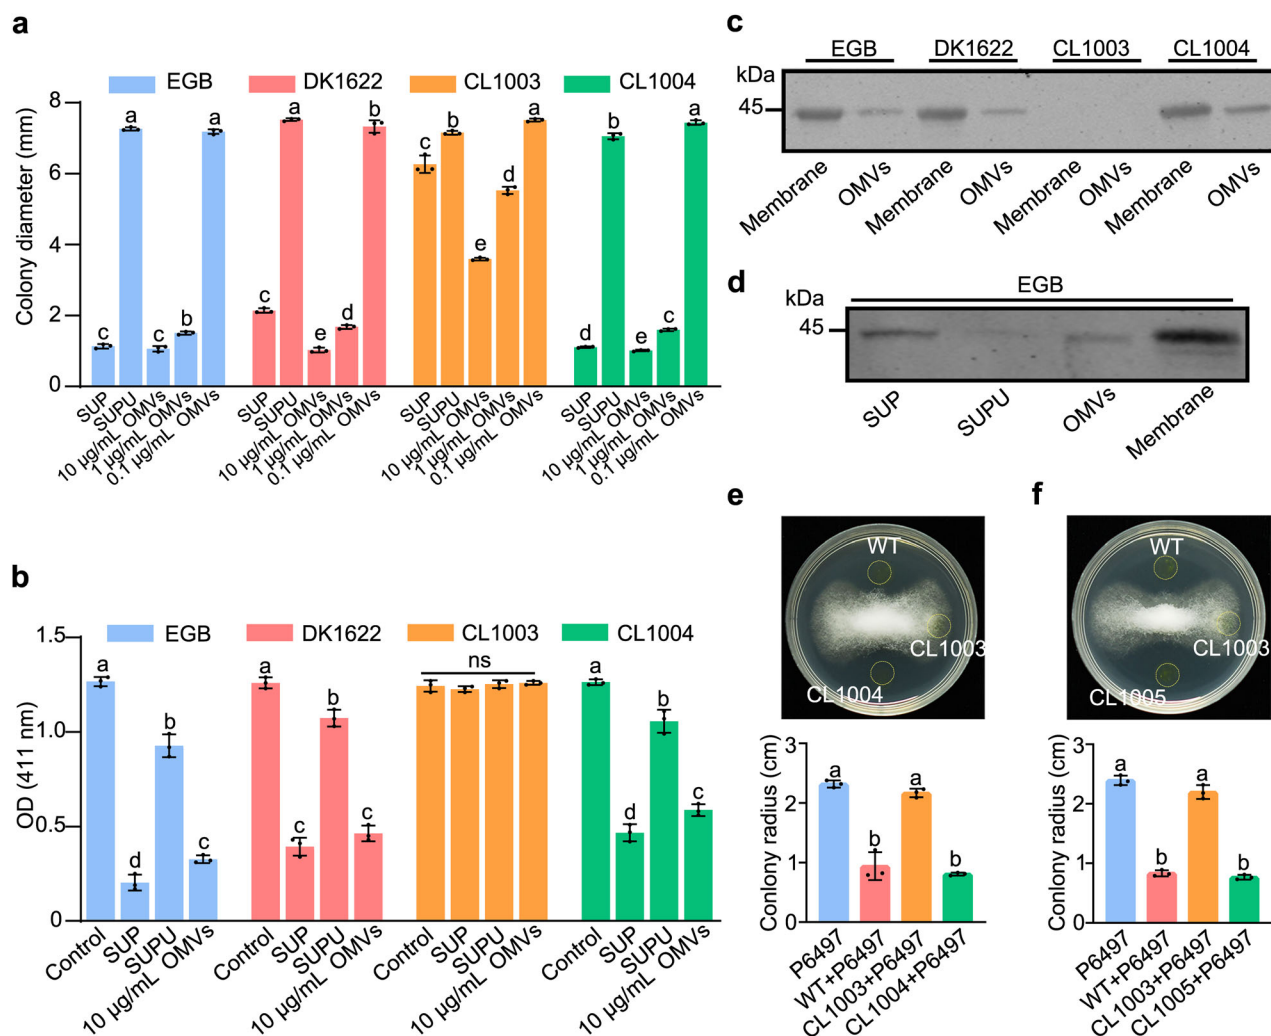 a
EGB DK1622 CL1003 CL1004
Colony diameter (mm)
8
6
4
2
0
c a c b a
c a e d b
c b e d a
d b e c a
SUP SUPU 10 µg/mL OMVs 1 µg/mL OMVs 0.1 µg/mL OMVs
SUP SUPU 10 µg/mL OMVs 1 µg/mL OMVs 0.1 µg/mL OMVs
SUP SUPU 10 µg/mL OMVs 1 µg/mL OMVs 0.1 µg/mL OMVs
SUP SUPU 10 µg/mL OMVs 1 µg/mL OMVs 0.1 µg/mL OMVs
b
EGB DK1622 CL1003 CL1004
OD (411 nm)
1.5
1.0
0.5
0
a d b c
a c b c
ns
a d b c
Control SUP SUPU 10 µg/mL OMVs
Control SUP SUPU 10 µg/mL OMVs
Control SUP SUPU 10 µg/mL OMVs
Control SUP SUPU 10 µg/mL OMVs
c
EGB DK1622 CL1003 CL1004
kDa
45
Membrane OMVs Membrane OMVs Membrane OMVs Membrane OMVs
d
EGB
kDa
45
SUP SUPU OMVs Membrane
e
WT
CL1003
CL1004
Conlony radius (cm)
3
2
1
0
a b a b
P6497 WT+P6497 CL1003+P6497 CL1004+P6497
f
WT
CL1003
CL1005
Conlony radius (cm)
3
2
1
0
a b a b
P6497 WT+P6497 CL1003+P6497 CL1005+P6497